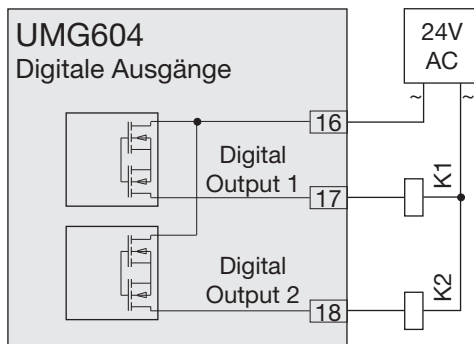 UMG604
Digitale Ausgänge
24V
AC
~ ~
16
Digital
Output 1
17
K1
Digital
Output 2
18
K2